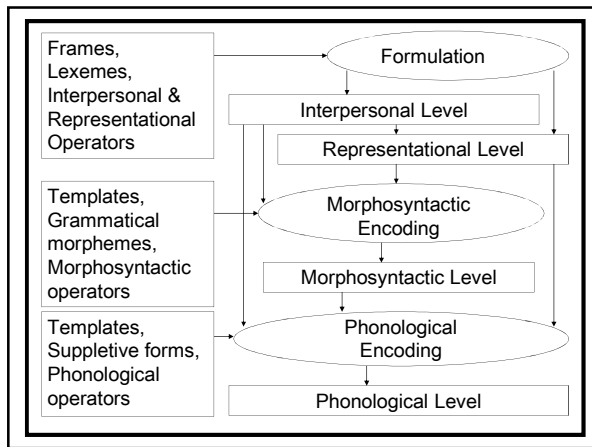 Frames,
Lexemes,
Interpersonal &
Representational
Operators
Formulation
Interpersonal Level
Representational Level
Templates,
Grammatical
morphemes,
Morphosyntactic
operators
Morphosyntactic
Encoding
Morphosyntactic Level
Templates,
Suppletive forms,
Phonological
operators
Phonological
Encoding
Phonological Level